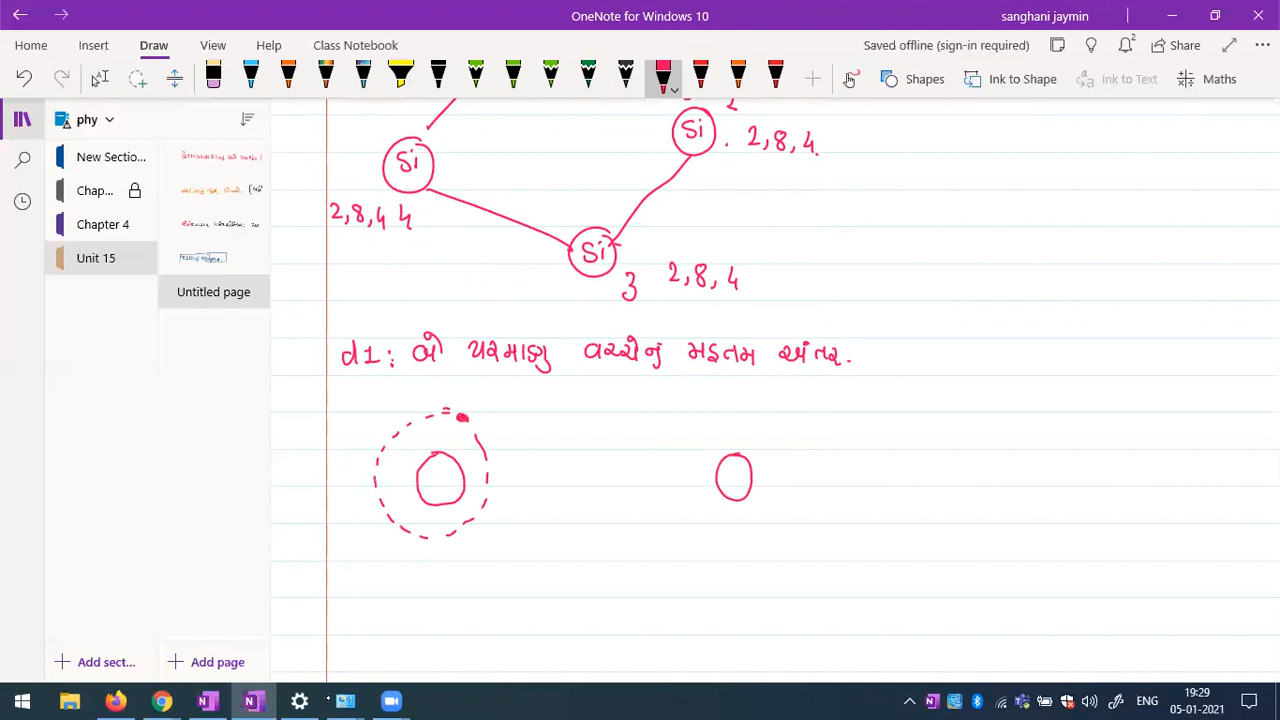 OneNote for Windows 10
sanghani jaymin
Home Insert Draw View Help Class Notebook
Saved offline (sign-in required)
Share
Shapes
Ink to Shape
Ink to Text
Maths
phy
New Sectio...
Chap...
Chapter 4
Unit 15
Untitled page
Si
Si
2,8,4
2,8,4 4
Si
3 2,8,4
d1: બે પરમાણુ વચ્ચેનું મહતમ અંતર.
Add sect...
Add page
ENG
19:29
05-01-2021